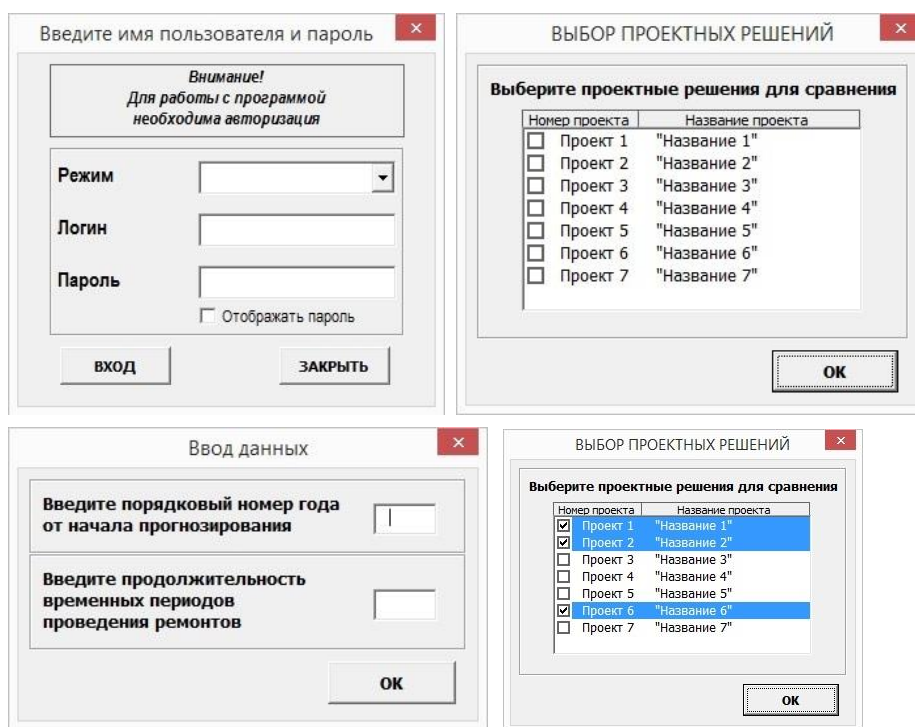 Введите имя пользователя и пароль
Внимание!
Для работы с программой
необходима авторизация
Режим
Логин
Пароль
Отображать пароль
ВХОД ЗАКРЫТЬ
ВЫБОР ПРОЕКТНЫХ РЕШЕНИЙ
Выберите проектные решения для сравнения
Номер проекта Название проекта
Проект 1 "Название 1"
Проект 2 "Название 2"
Проект 3 "Название 3"
Проект 4 "Название 4"
Проект 5 "Название 5"
Проект 6 "Название 6"
Проект 7 "Название 7"
ОК
Ввод данных
Введите порядковый номер года
от начала прогнозирования
Введите продолжительность
временных периодов
проведения ремонтов
ОК
ВЫБОР ПРОЕКТНЫХ РЕШЕНИЙ
Выберите проектные решения для сравнения
Номер проекта Название проекта
Проект 1 "Название 1"
Проект 2 "Название 2"
Проект 3 "Название 3"
Проект 4 "Название 4"
Проект 5 "Название 5"
Проект 6 "Название 6"
Проект 7 "Название 7"
ОК